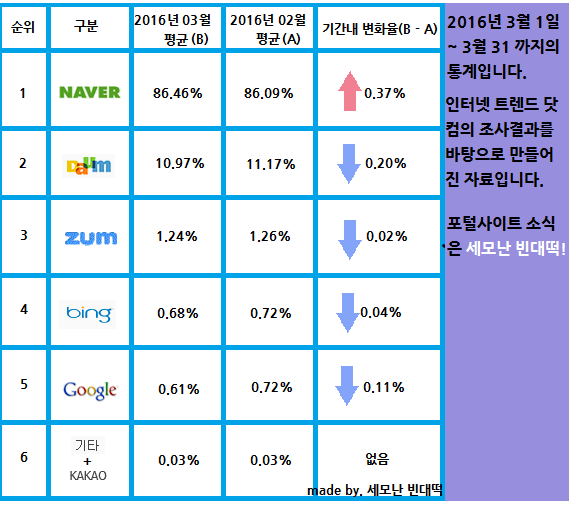 순위 구분 2016년 03월 평균 (B) 2016년 02월 평균 (A) 기간내 변화율(B - A)
1 NAVER 86.46% 86.09% 0.37%
2 Daum 10.97% 11.17% 0.20%
3 zum 1.24% 1.26% 0.02%
4 bing 0.68% 0.72% 0.04%
5 Google 0.61% 0.72% 0.11%
6 기타 + KAKAO 0.03% 0.03% 없음
made by. 세모난 빈대떡
2016년 3월 1일
~ 3월 31 까지의
통계입니다.
인터넷 트렌드 닷
컴의 조사결과를
바탕으로 만들어
진 자료입니다.
포털사이트 소식
은 세모난 빈대떡!